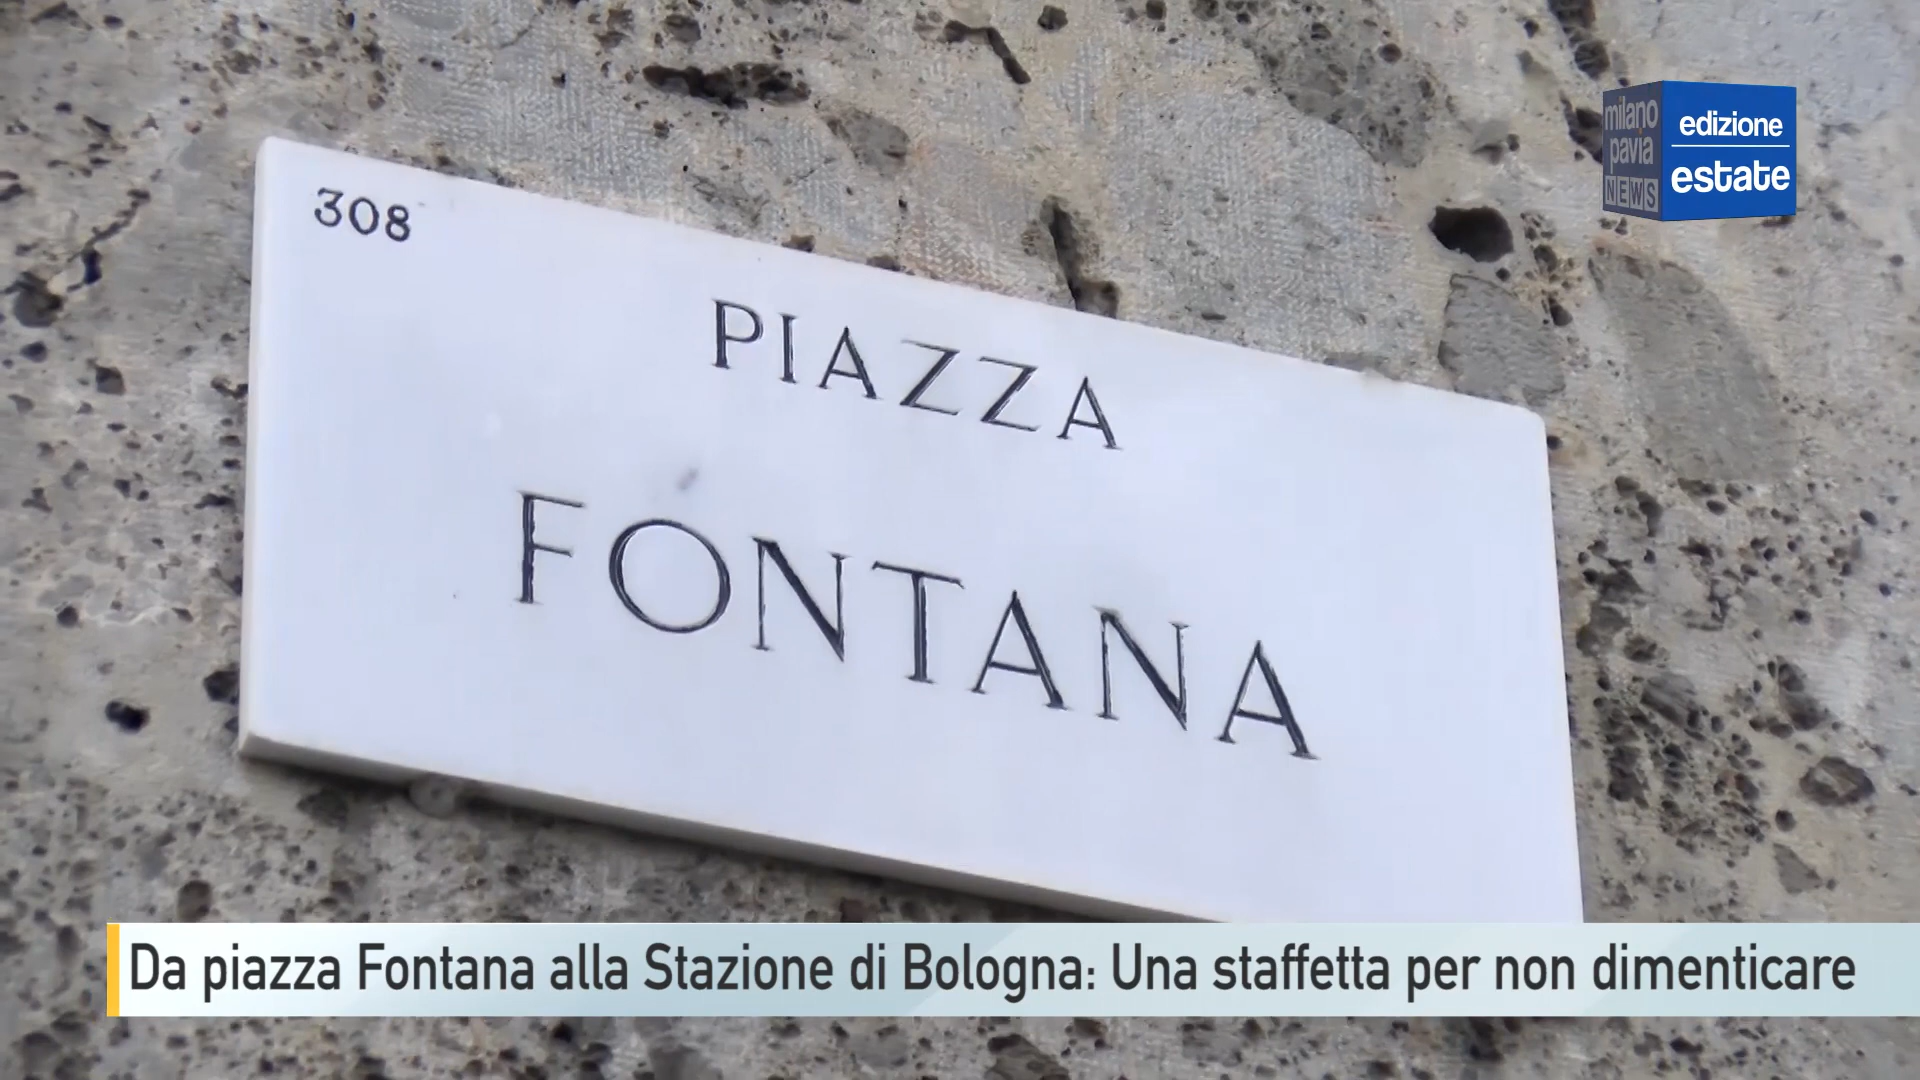 308
PIAZZA
FONTANA
milano
pavia
NEWS
edizione
estate
Da piazza Fontana alla Stazione di Bologna: Una staffetta per non dimenticare